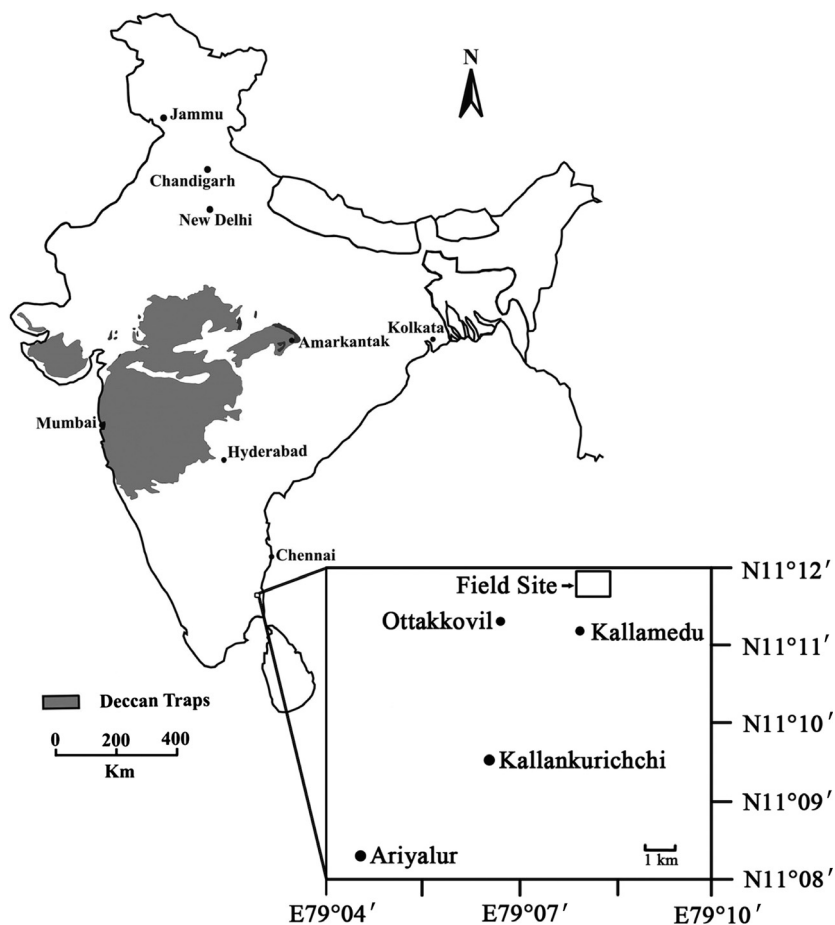 N
Jammu
Chandigarh
New Delhi
Kolkata
Amarkantak
Mumbai
Hyderabad
Chennai
N11°12′
Field Site
Ottakkovil
Kallamedu
N11°11′
Deccan Traps
N11°10′
0 200 400
Km
Kallankurichchi
N11°09′
Ariyalur
1 km
N11°08′
E79°04′ E79°07′ E79°10′